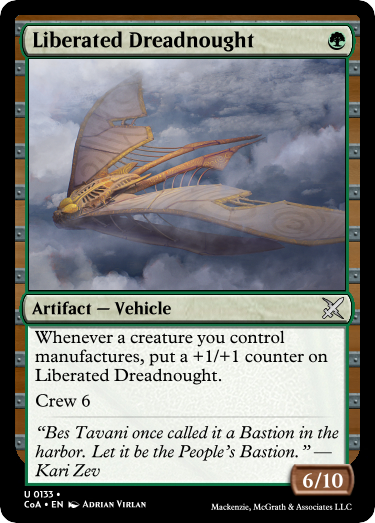 Liberated Dreadnought
Artifact — Vehicle
Whenever a creature you control
manufactures, put a +1/+1 counter on
Liberated Dreadnought.
Crew 6
“Bes Tavani once called it a Bastion in the
harbor. Let it be the People’s Bastion.” —
Kari Zev
6/10
U 0133 •
CoA • EN Adrian Virlan
Mackenzie, McGrath & Associates LLC